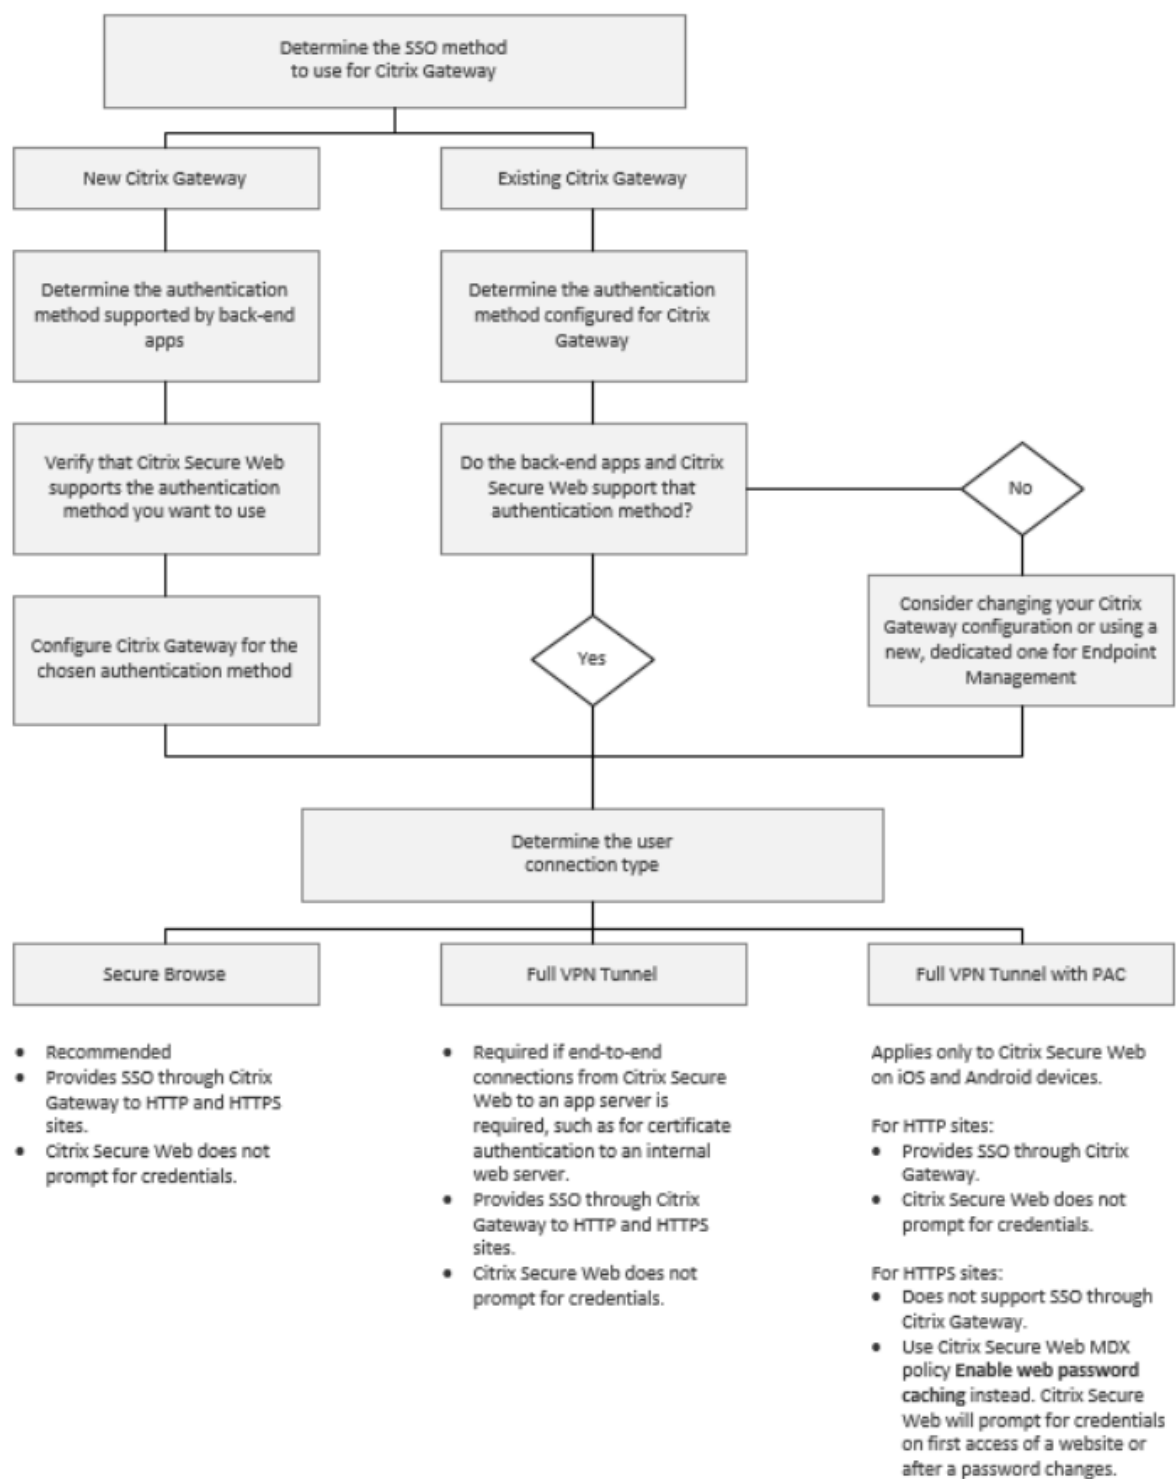 Determine the SSO method
to use for Citrix Gateway
New Citrix Gateway
Existing Citrix Gateway
Determine the authentication
method supported by back-end
apps
Determine the authentication
method configured for Citrix
Gateway
Verify that Citrix Secure Web
supports the authentication
method you want to use
Do the back-end apps and Citrix
Secure Web support that
authentication method?
No
Configure Citrix Gateway for the
chosen authentication method
Yes
Consider changing your Citrix
Gateway configuration or using a
new, dedicated one for Endpoint
Management
Determine the user
connection type
Secure Browse
Full VPN Tunnel
Full VPN Tunnel with PAC
• Recommended
• Provides SSO through Citrix
Gateway to HTTP and HTTPS
sites.
• Citrix Secure Web does not
prompt for credentials.
• Required if end-to-end
connections from Citrix Secure
Web to an app server is
required, such as for certificate
authentication to an internal
web server.
• Provides SSO through Citrix
Gateway to HTTP and HTTPS
sites.
• Citrix Secure Web does not
prompt for credentials.
Applies only to Citrix Secure Web
on iOS and Android devices.
For HTTP sites:
• Provides SSO through Citrix
Gateway.
• Citrix Secure Web does not
prompt for credentials.
For HTTPS sites:
• Does not support SSO through
Citrix Gateway.
• Use Citrix Secure Web MDX
policy Enable web password
caching instead. Citrix Secure
Web will prompt for credentials
on first access of a website or
after a password changes.